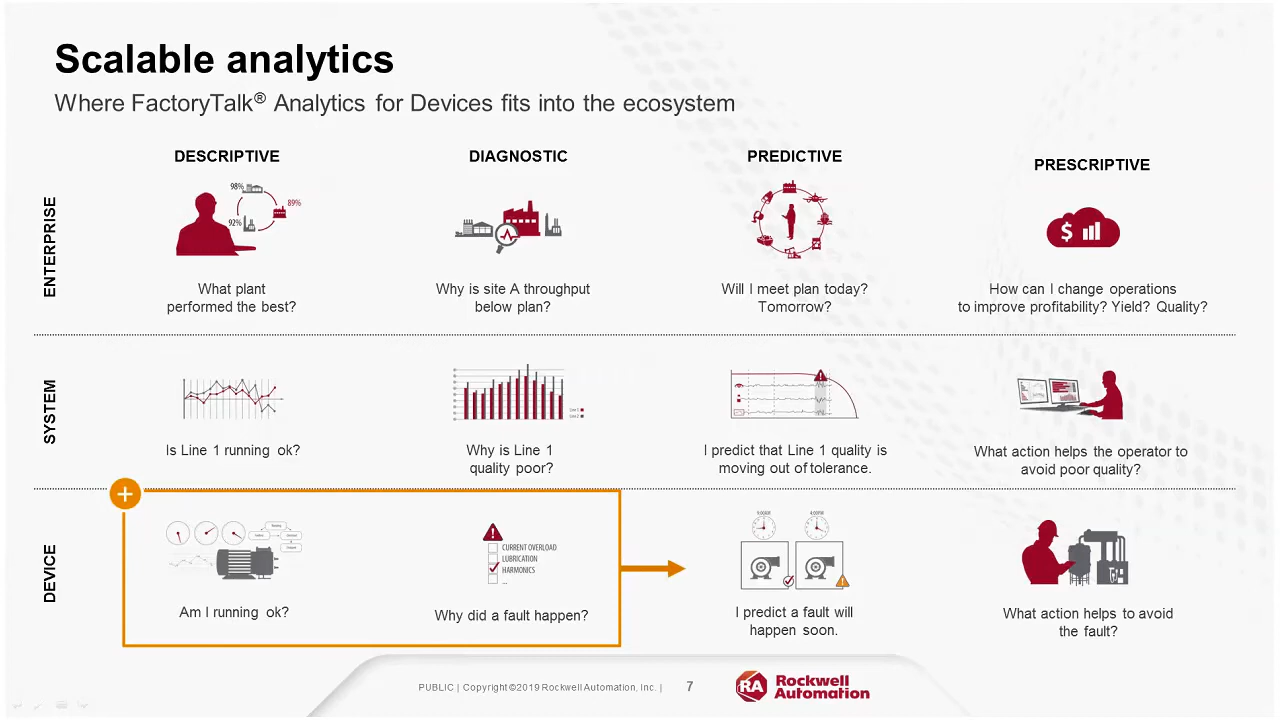 Scalable analytics
Where FactoryTalk® Analytics for Devices fits into the ecosystem
DESCRIPTIVE
DIAGNOSTIC
PREDICTIVE
PRESCRIPTIVE
ENTERPRISE
98%
89%
92%
$
What plant
performed the best?
Why is site A throughput
below plan?
Will I meet plan today?
Tomorrow?
How can I change operations
to improve profitability? Yield? Quality?
SYSTEM
Is Line 1 running ok?
Why is Line 1
quality poor?
I predict that Line 1 quality is
moving out of tolerance.
What action helps the operator to
avoid poor quality?
+
DEVICE
Am I running ok?
CURRENT OVERLOAD
LUBRICATION
HARMONICS
...
Why did a fault happen?
9:00AM
4:00PM
I predict a fault will
happen soon.
What action helps to avoid
the fault?
PUBLIC | Copyright ©2019 Rockwell Automation, Inc. |
7
RA
Rockwell
Automation